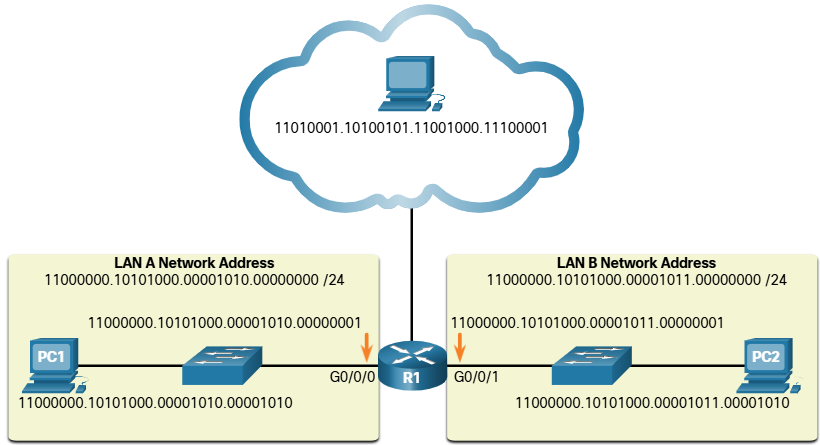 11010001.10100101.11001000.11100001
LAN A Network Address
11000000.10101000.00001010.00000000 /24
11000000.10101000.00001010.00000001
PC1
G0/0/0
11000000.10101000.00001010.00001010
R1
LAN B Network Address
11000000.10101000.00001011.00000000 /24
11000000.10101000.00001011.00000001
PC2
G0/0/1
11000000.10101000.00001011.00001010